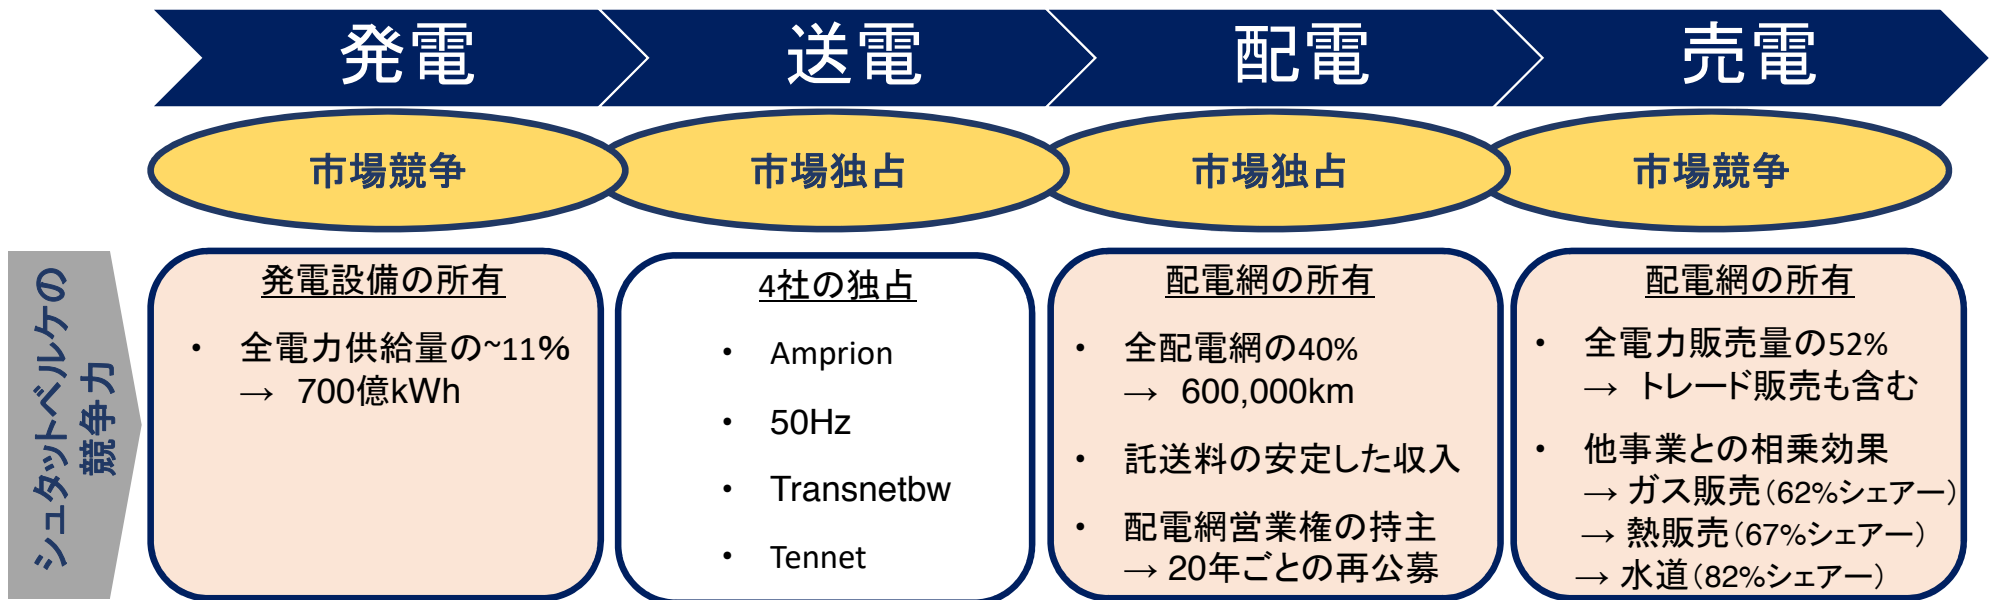 発電
送電
配電
売電
市場競争
市場独占
市場独占
市場競争
シュタットベルケの
競争力
発電設備の所有
• 全電力供給量の~11%
→ 700億kWh
4社の独占
• Amprion
• 50Hz
• Transnetbw
• Tennet
配電網の所有
• 全配電網の40%
→ 600,000km
• 託送料の安定した収入
• 配電網営業権の持主
→ 20年ごとの再公募
配電網の所有
• 全電力販売量の52%
→ トレード販売も含む
• 他事業との相乗効果
→ ガス販売(62%シェアー)
→ 熱販売(67%シェアー)
→ 水道(82%シェアー)